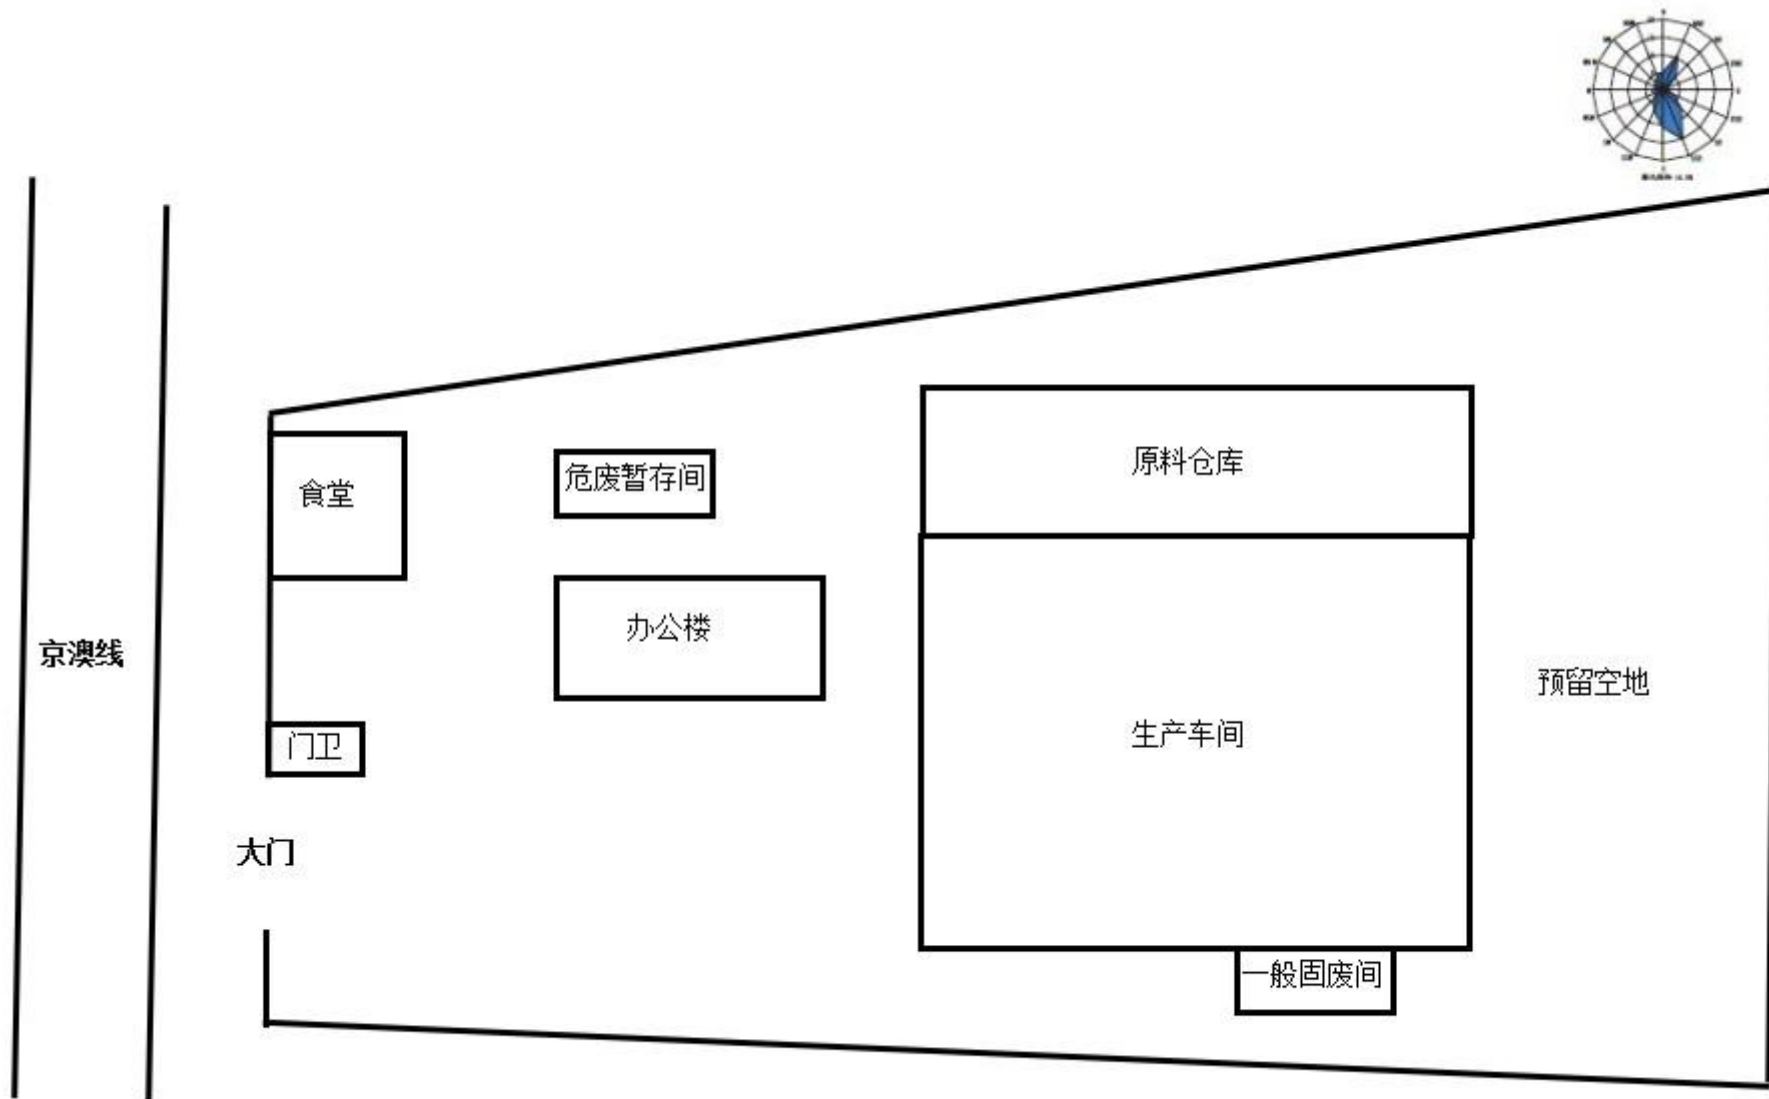 原料仓库
危废暂存间
食堂
办公楼
京澳线
预留空地
生产车间
门卫
大门
一般固废间